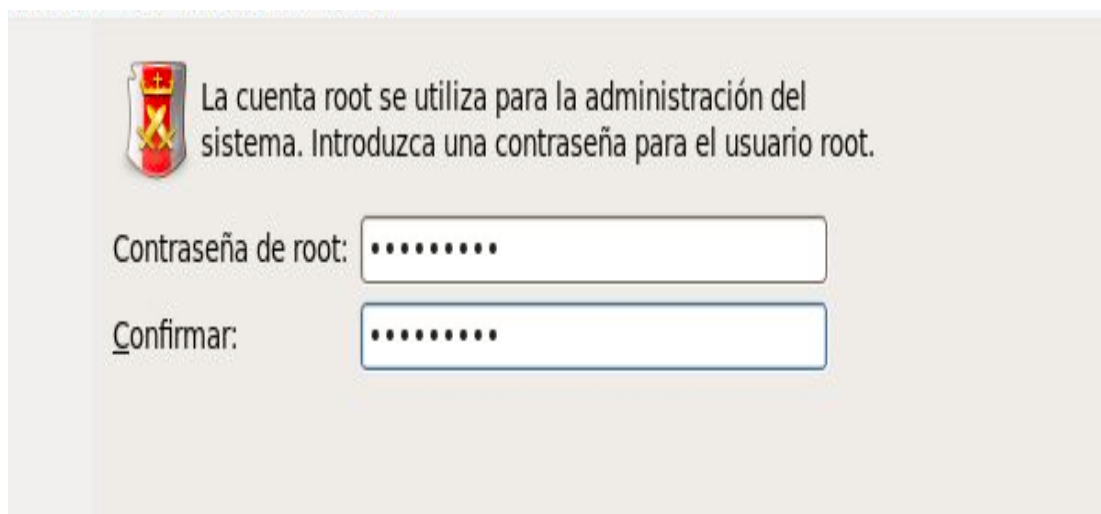 La cuenta root se utiliza para la administración del
sistema. Introduzca una contraseña para el usuario root.
Contraseña de root: •••••••••
Confirmar: •••••••••